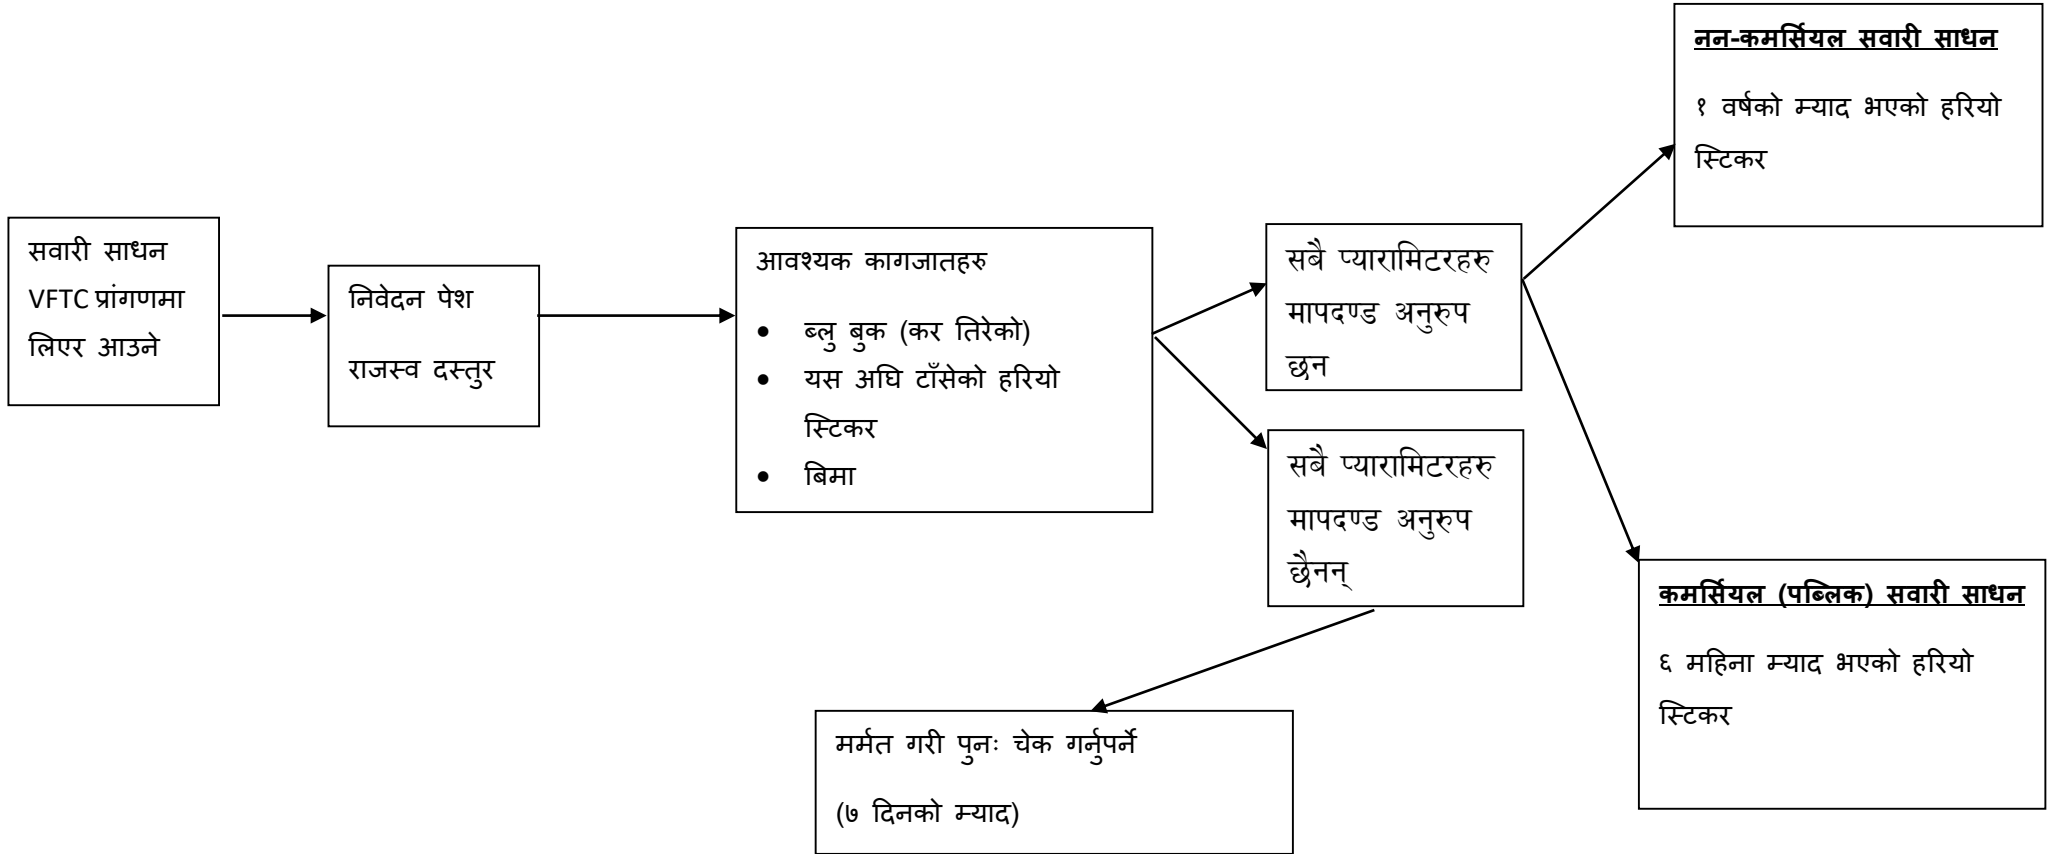 सवारी साधन
VFTC प्रांगणमा
लिएर आउने
निवेदन पेश
राजस्व दस्तुर
आवश्यक कागजातहरु
• ब्लु बुक (कर तिरेको)
• यस अघि टाँसेको हरियो
स्टिकर
• बिमा
सबै प्यारामिटरहरु
मापदण्ड अनुरुप
छन
सबै प्यारामिटरहरु
मापदण्ड अनुरुप
छैनन्
नन-कमर्सियल सवारी साधन
१ वर्षको म्याद भएको हरियो
स्टिकर
कमर्सियल (पब्लिक) सवारी साधन
६ महिना म्याद भएको हरियो
स्टिकर
मर्मत गरी पुनः चेक गर्नुपर्ने
(७ दिनको म्याद)